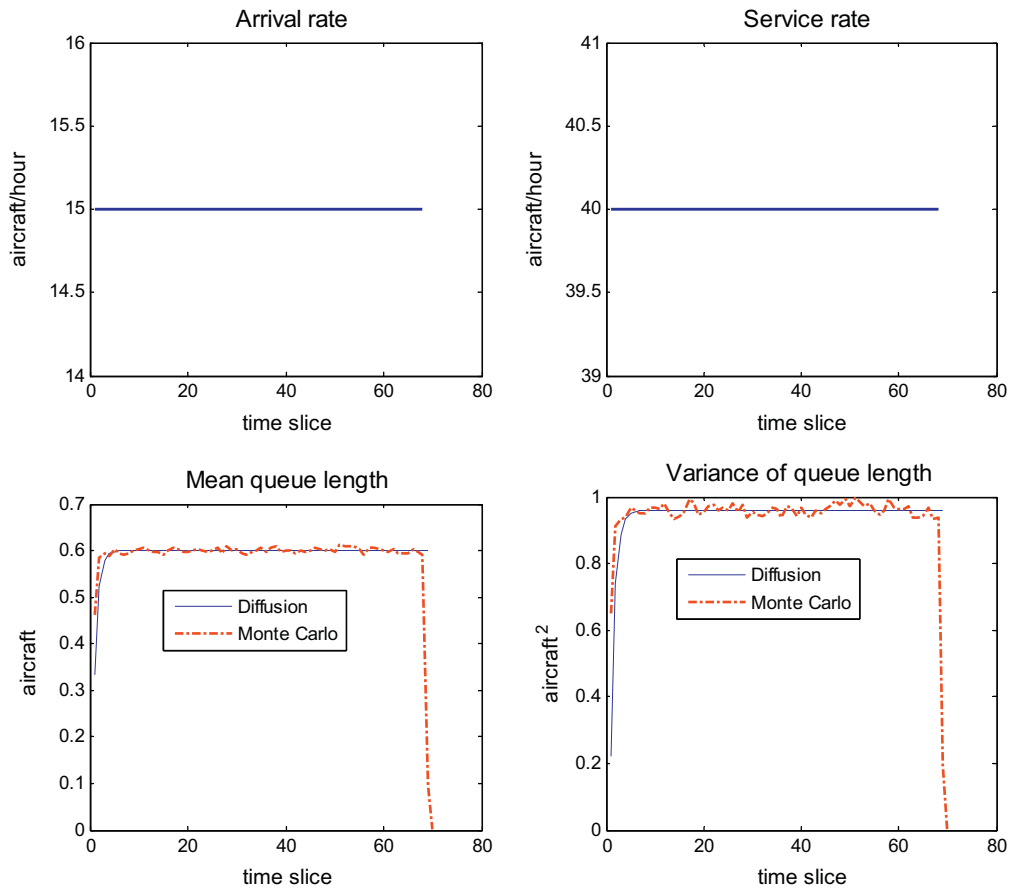 Arrival rate
16
15.5
15
14.5
14
aircraft/hour
0 20 40 60 80
time slice
Service rate
41
40.5
40
39.5
39
aircraft/hour
0 20 40 60 80
time slice
Mean queue length
0.7
0.6
0.5
0.4
0.3
0.2
0.1
0
aircraft
Diffusion
Monte Carlo
0 20 40 60 80
time slice
Variance of queue length
1
0.8
0.6
0.4
0.2
0
aircraft²
Diffusion
Monte Carlo
0 20 40 60 80
time slice